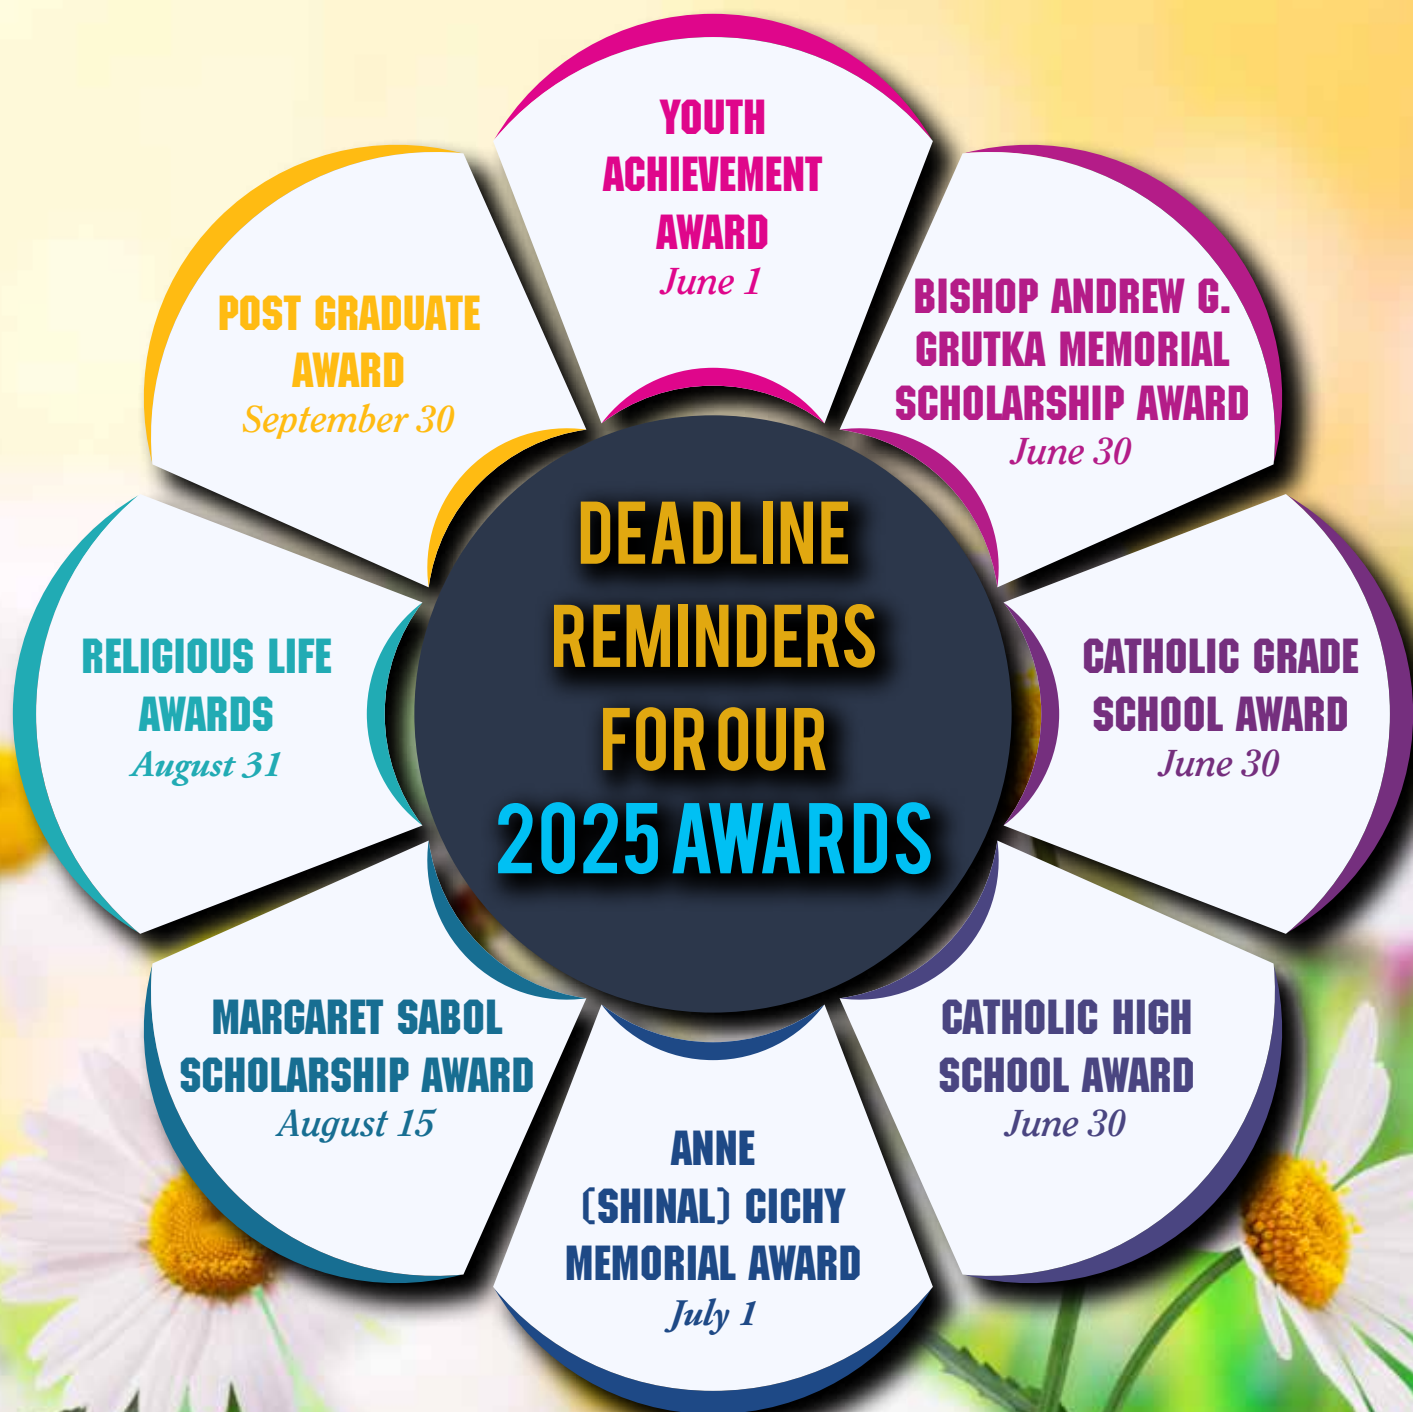 DEADLINE
REMINDERS
FOR OUR
2025 AWARDS
YOUTH
ACHIEVEMENT
AWARD
June 1
BISHOP ANDREW G.
GRUTKA MEMORIAL
SCHOLARSHIP AWARD
June 30
CATHOLIC GRADE
SCHOOL AWARD
June 30
CATHOLIC HIGH
SCHOOL AWARD
June 30
ANNE
(SHINAL) CICHY
MEMORIAL AWARD
July 1
MARGARET SABOL
SCHOLARSHIP AWARD
August 15
RELIGIOUS LIFE
AWARDS
August 31
POST GRADUATE
AWARD
September 30